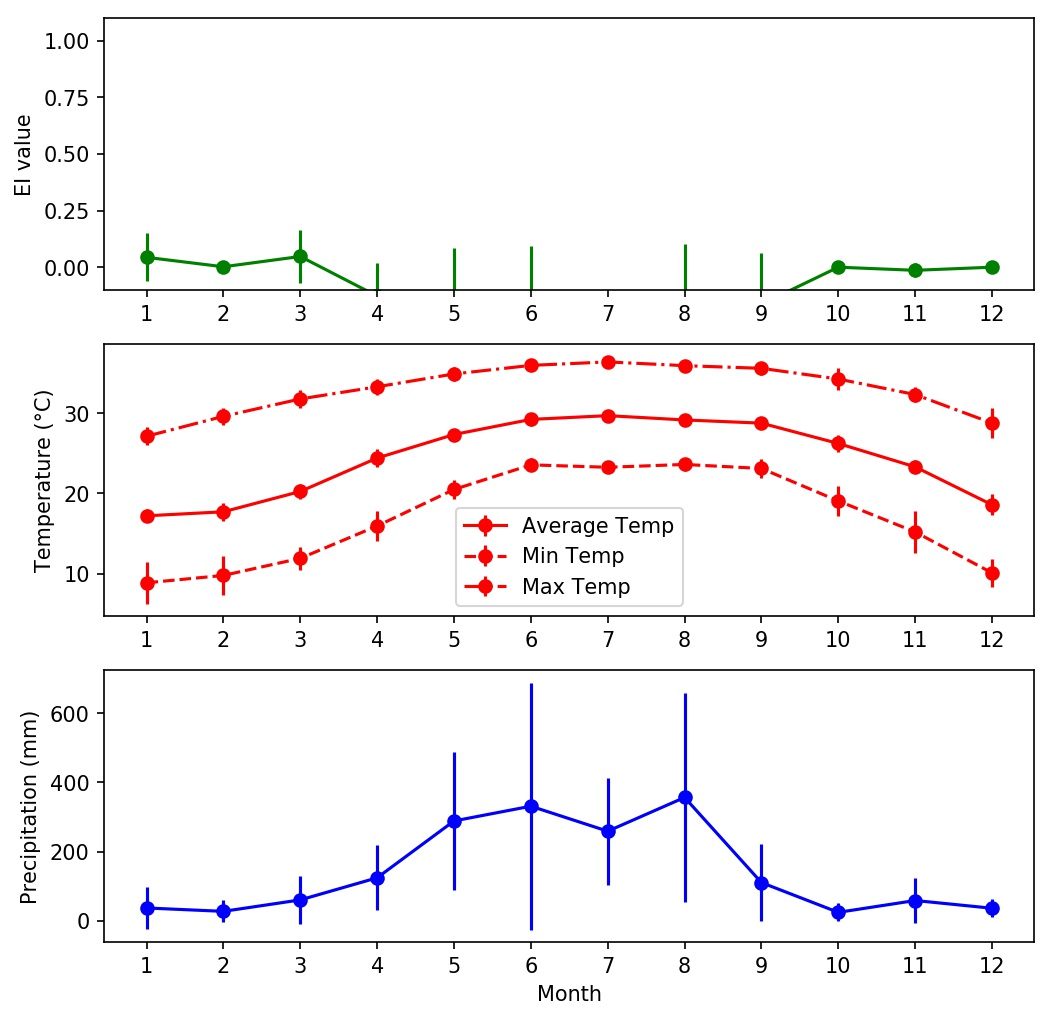 1.00
0.75
0.50
0.25
0.00
EI value
1 2 3 4 5 6 7 8 9 10 11 12
30
20
10
Temperature (°C)
Average Temp
Min Temp
Max Temp
1 2 3 4 5 6 7 8 9 10 11 12
600
400
200
0
Precipitation (mm)
1 2 3 4 5 6 7 8 9 10 11 12
Month